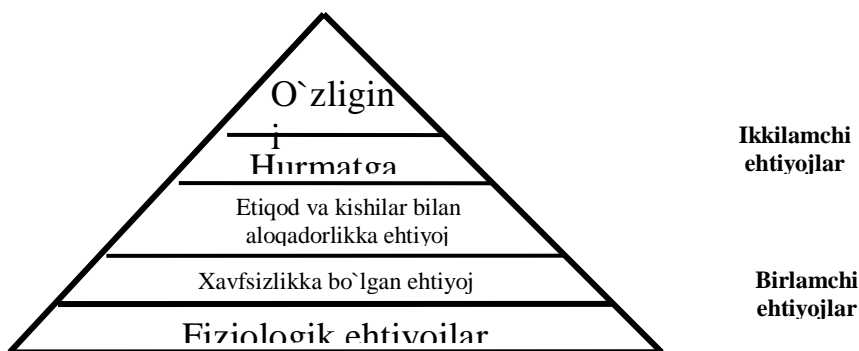 O`zligin
i
Hurmatga
Etiqod va kishilar bilan
aloqadorlikka ehtiyoj
Xavfsizlikka bo`lgan ehtiyoj
Fiziologik ehtiyojlar
Ikkilamchi
ehtiyojlar
Birlamchi
ehtiyojlar